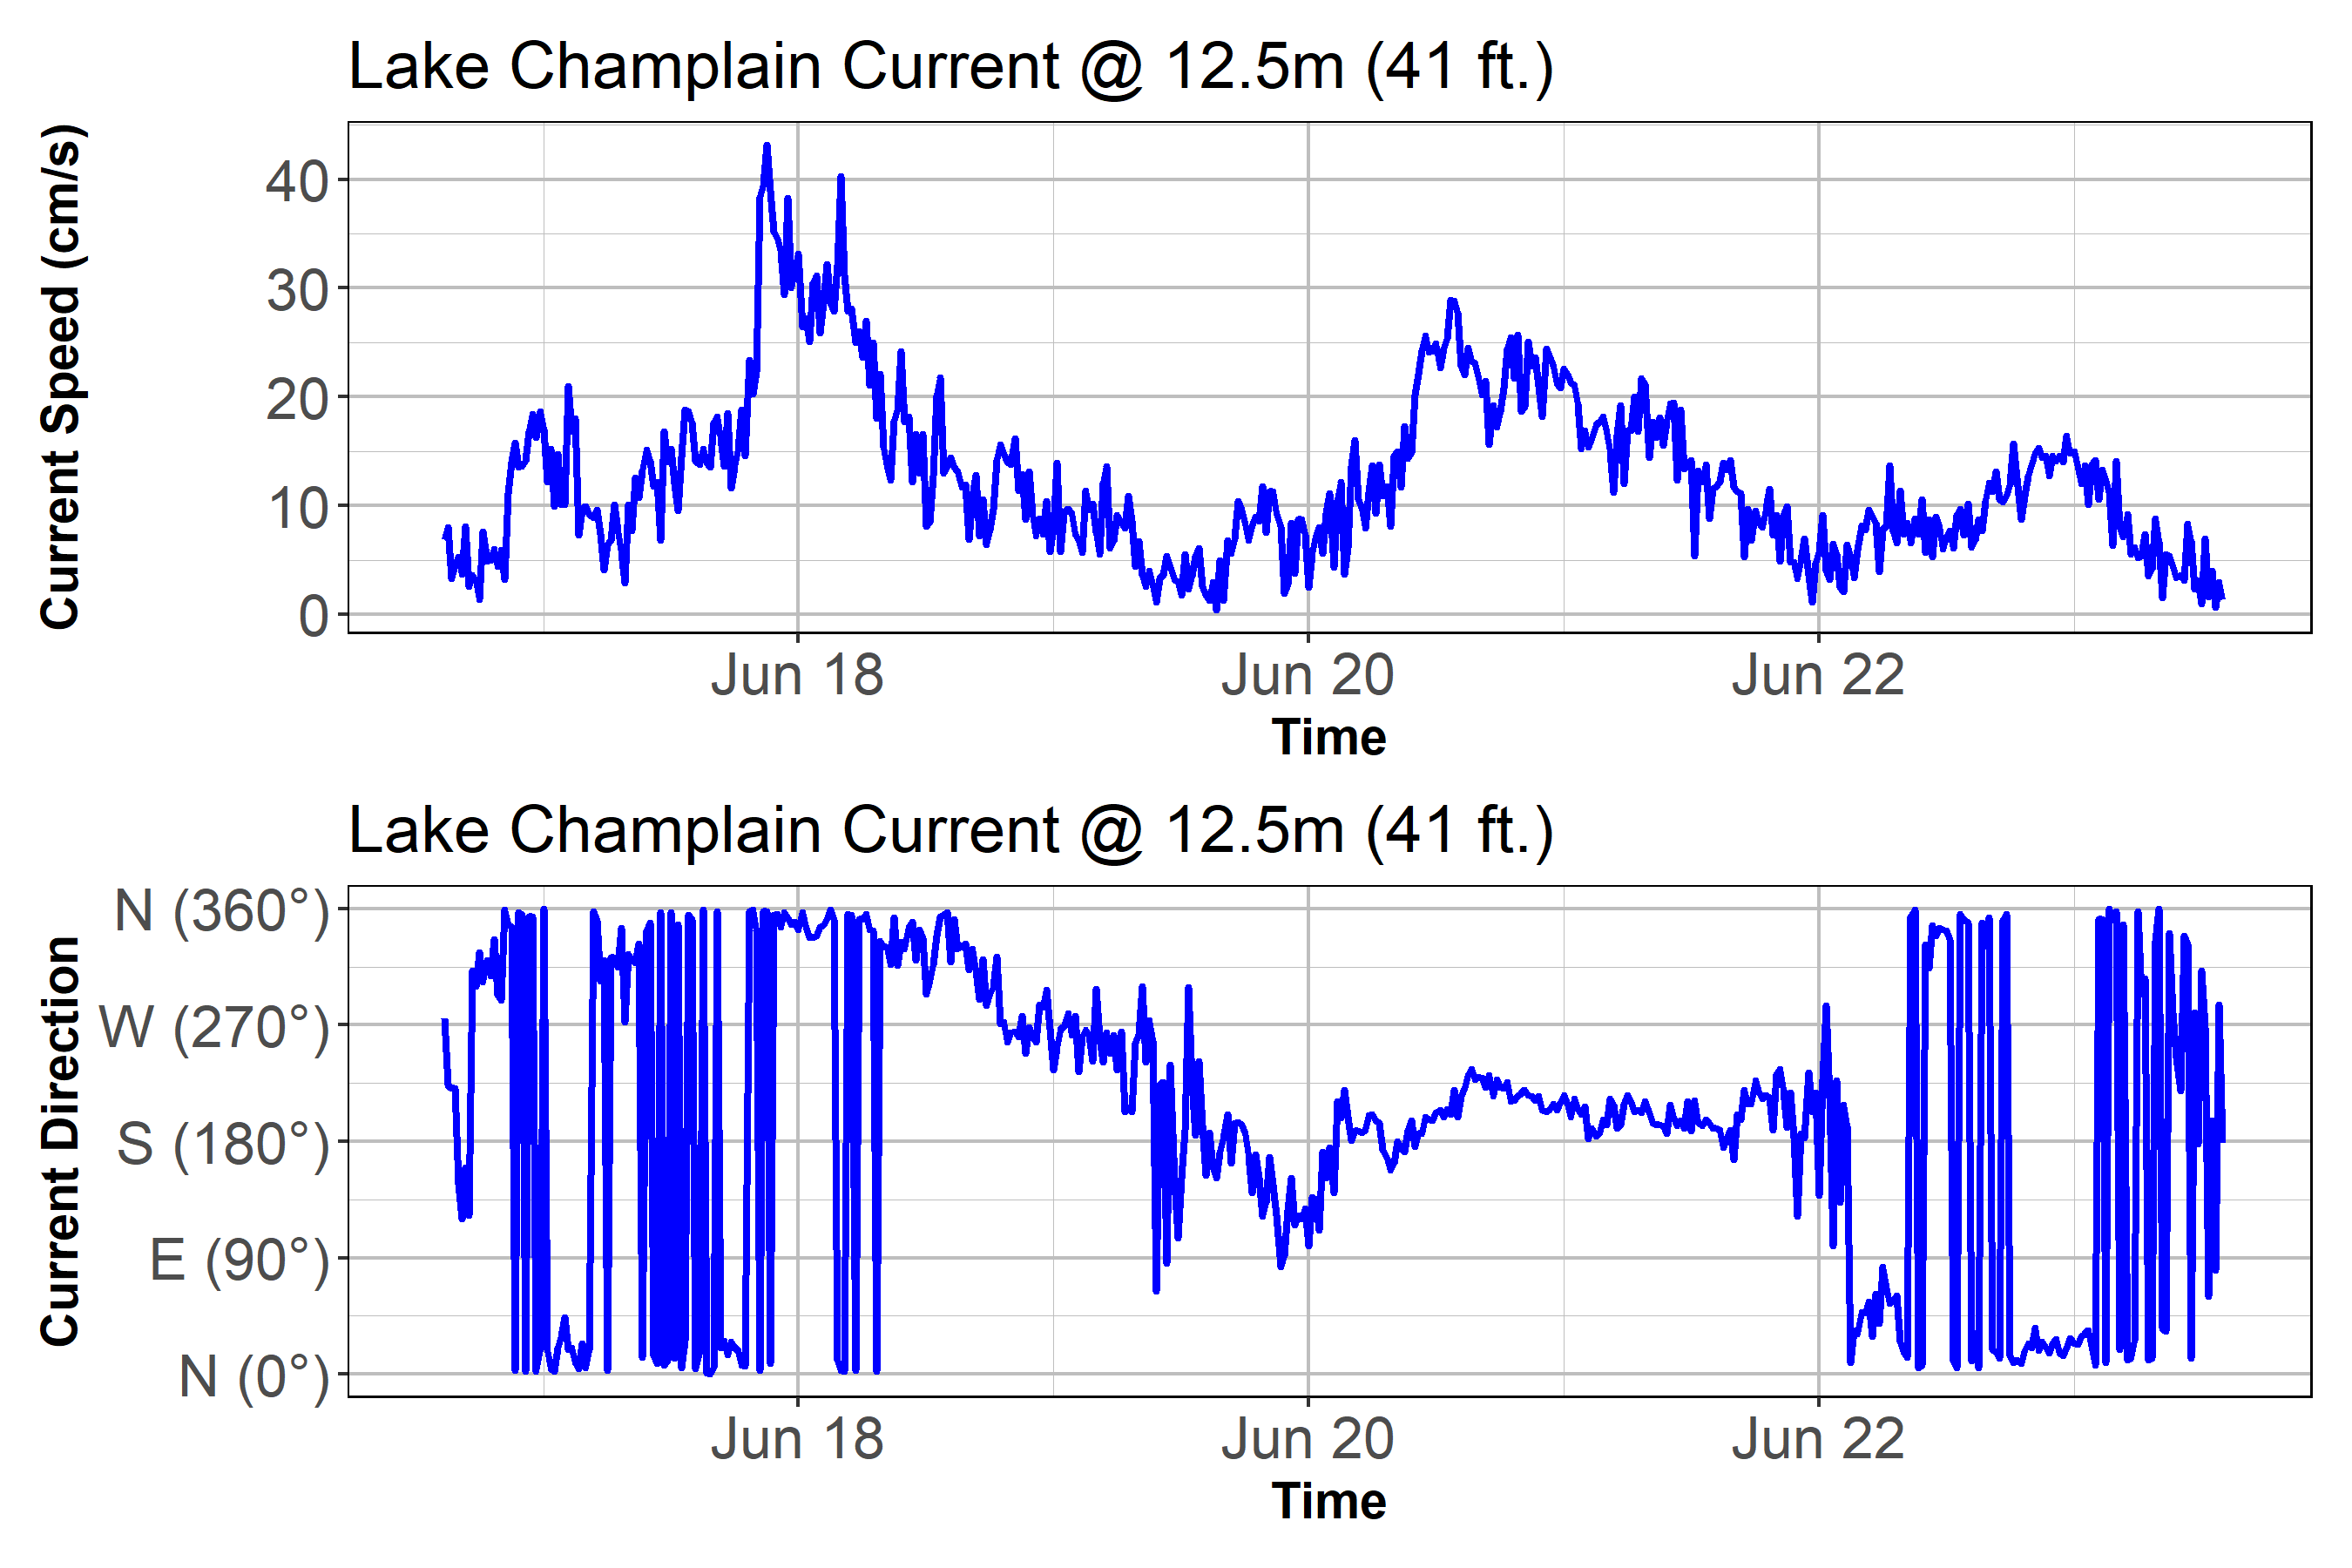 Lake Champlain Current @ 12.5m (41 ft.)
Current Speed (cm/s)
40
30
20
10
0
Jun 18 Jun 20 Jun 22
Time
Lake Champlain Current @ 12.5m (41 ft.)
Current Direction
N (360°)
W (270°)
S (180°)
E (90°)
N (0°)
Jun 18 Jun 20 Jun 22
Time